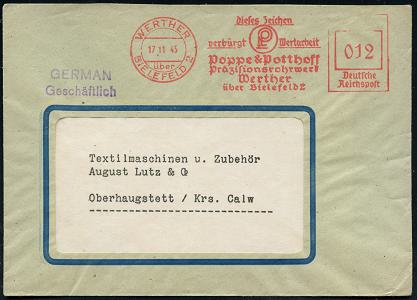 WERTHER
17 11 45
über
BIELEFELD 2
dieses Zeichen
verbürgt PP Wertarbeit
Poppe & Potthoff
Präzisionsrohrwerk
Werther
über Bielefeld 2
012
Deutsche
Reichspost
GERMAN
Geschäftlich
Textilmaschinen u. Zubehör
August Lutz & Co
Oberhaugstett / Krs. Calw